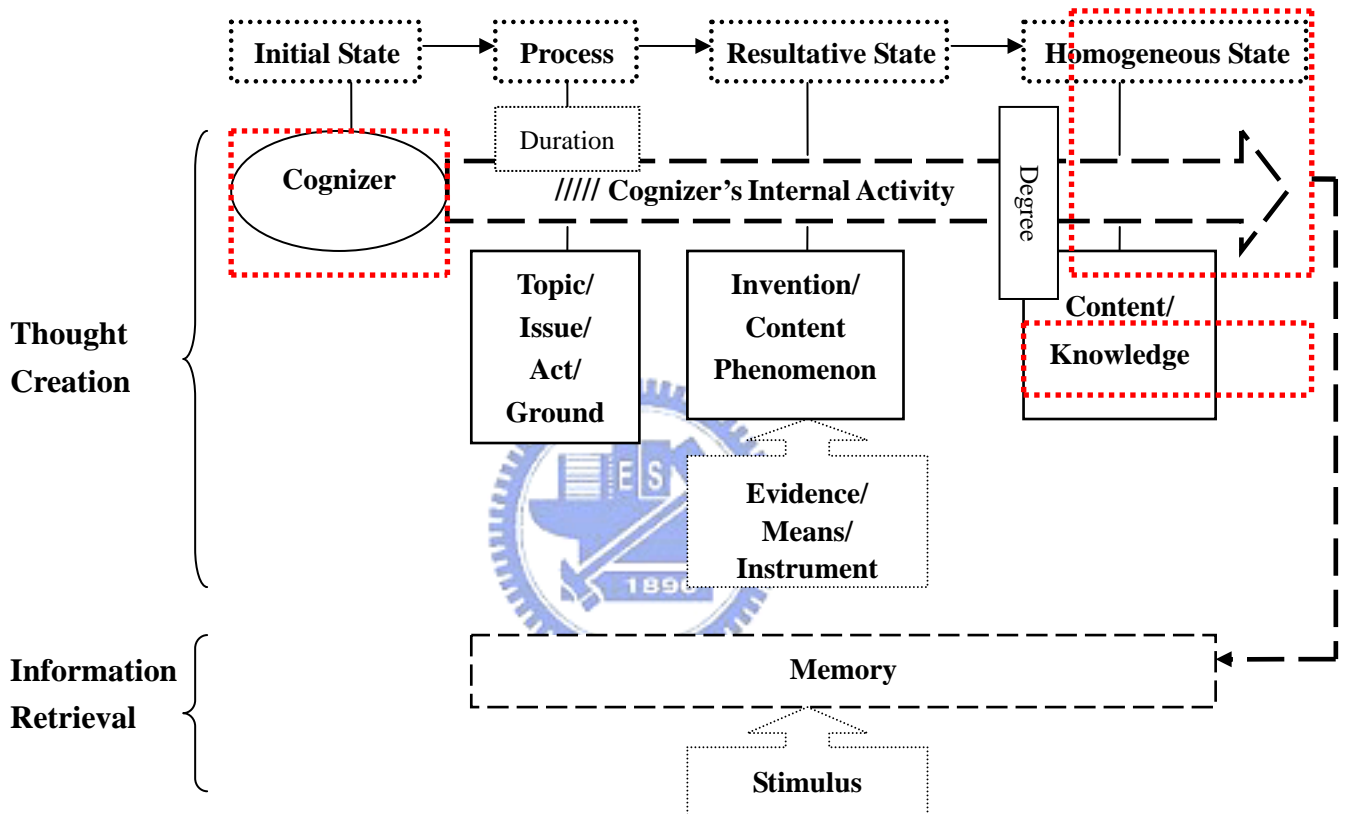 Initial State
Process
Resultative State
Homogeneous State
Duration
Cognizer
///// Cognizer’s Internal Activity
Degree
Thought
Creation
Topic/
Issue/
Act/
Ground
Invention/
Content
Phenomenon
Content/
Knowledge
Evidence/
Means/
Instrument
E S
1896
Information
Retrieval
Memory
Stimulus